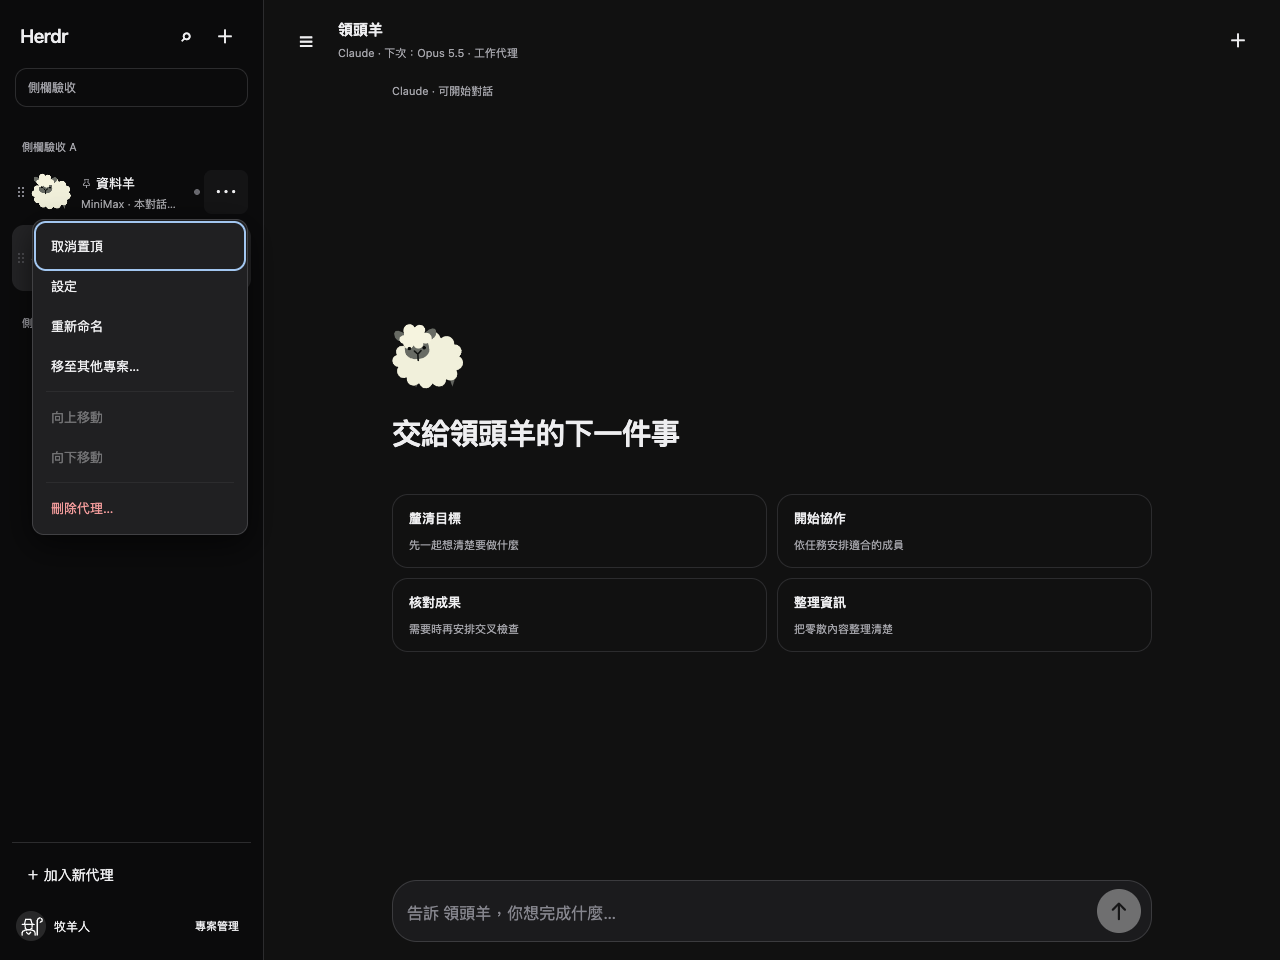 Herdr
側欄驗收
側欄驗收 A
資料羊
MiniMax · 本對話...
取消置頂
設定
重新命名
移至其他專案...
向上移動
向下移動
刪除代理...
側
+ 加入新代理
牧羊人
專案管理
領頭羊
Claude · 下次：Opus 5.5 · 工作代理
Claude · 可開始對話
交給領頭羊的下一件事
釐清目標
先一起想清楚要做什麼
開始協作
依任務安排適合的成員
核對成果
需要時再安排交叉檢查
整理資訊
把零散內容整理清楚
告訴 領頭羊，你想完成什麼...